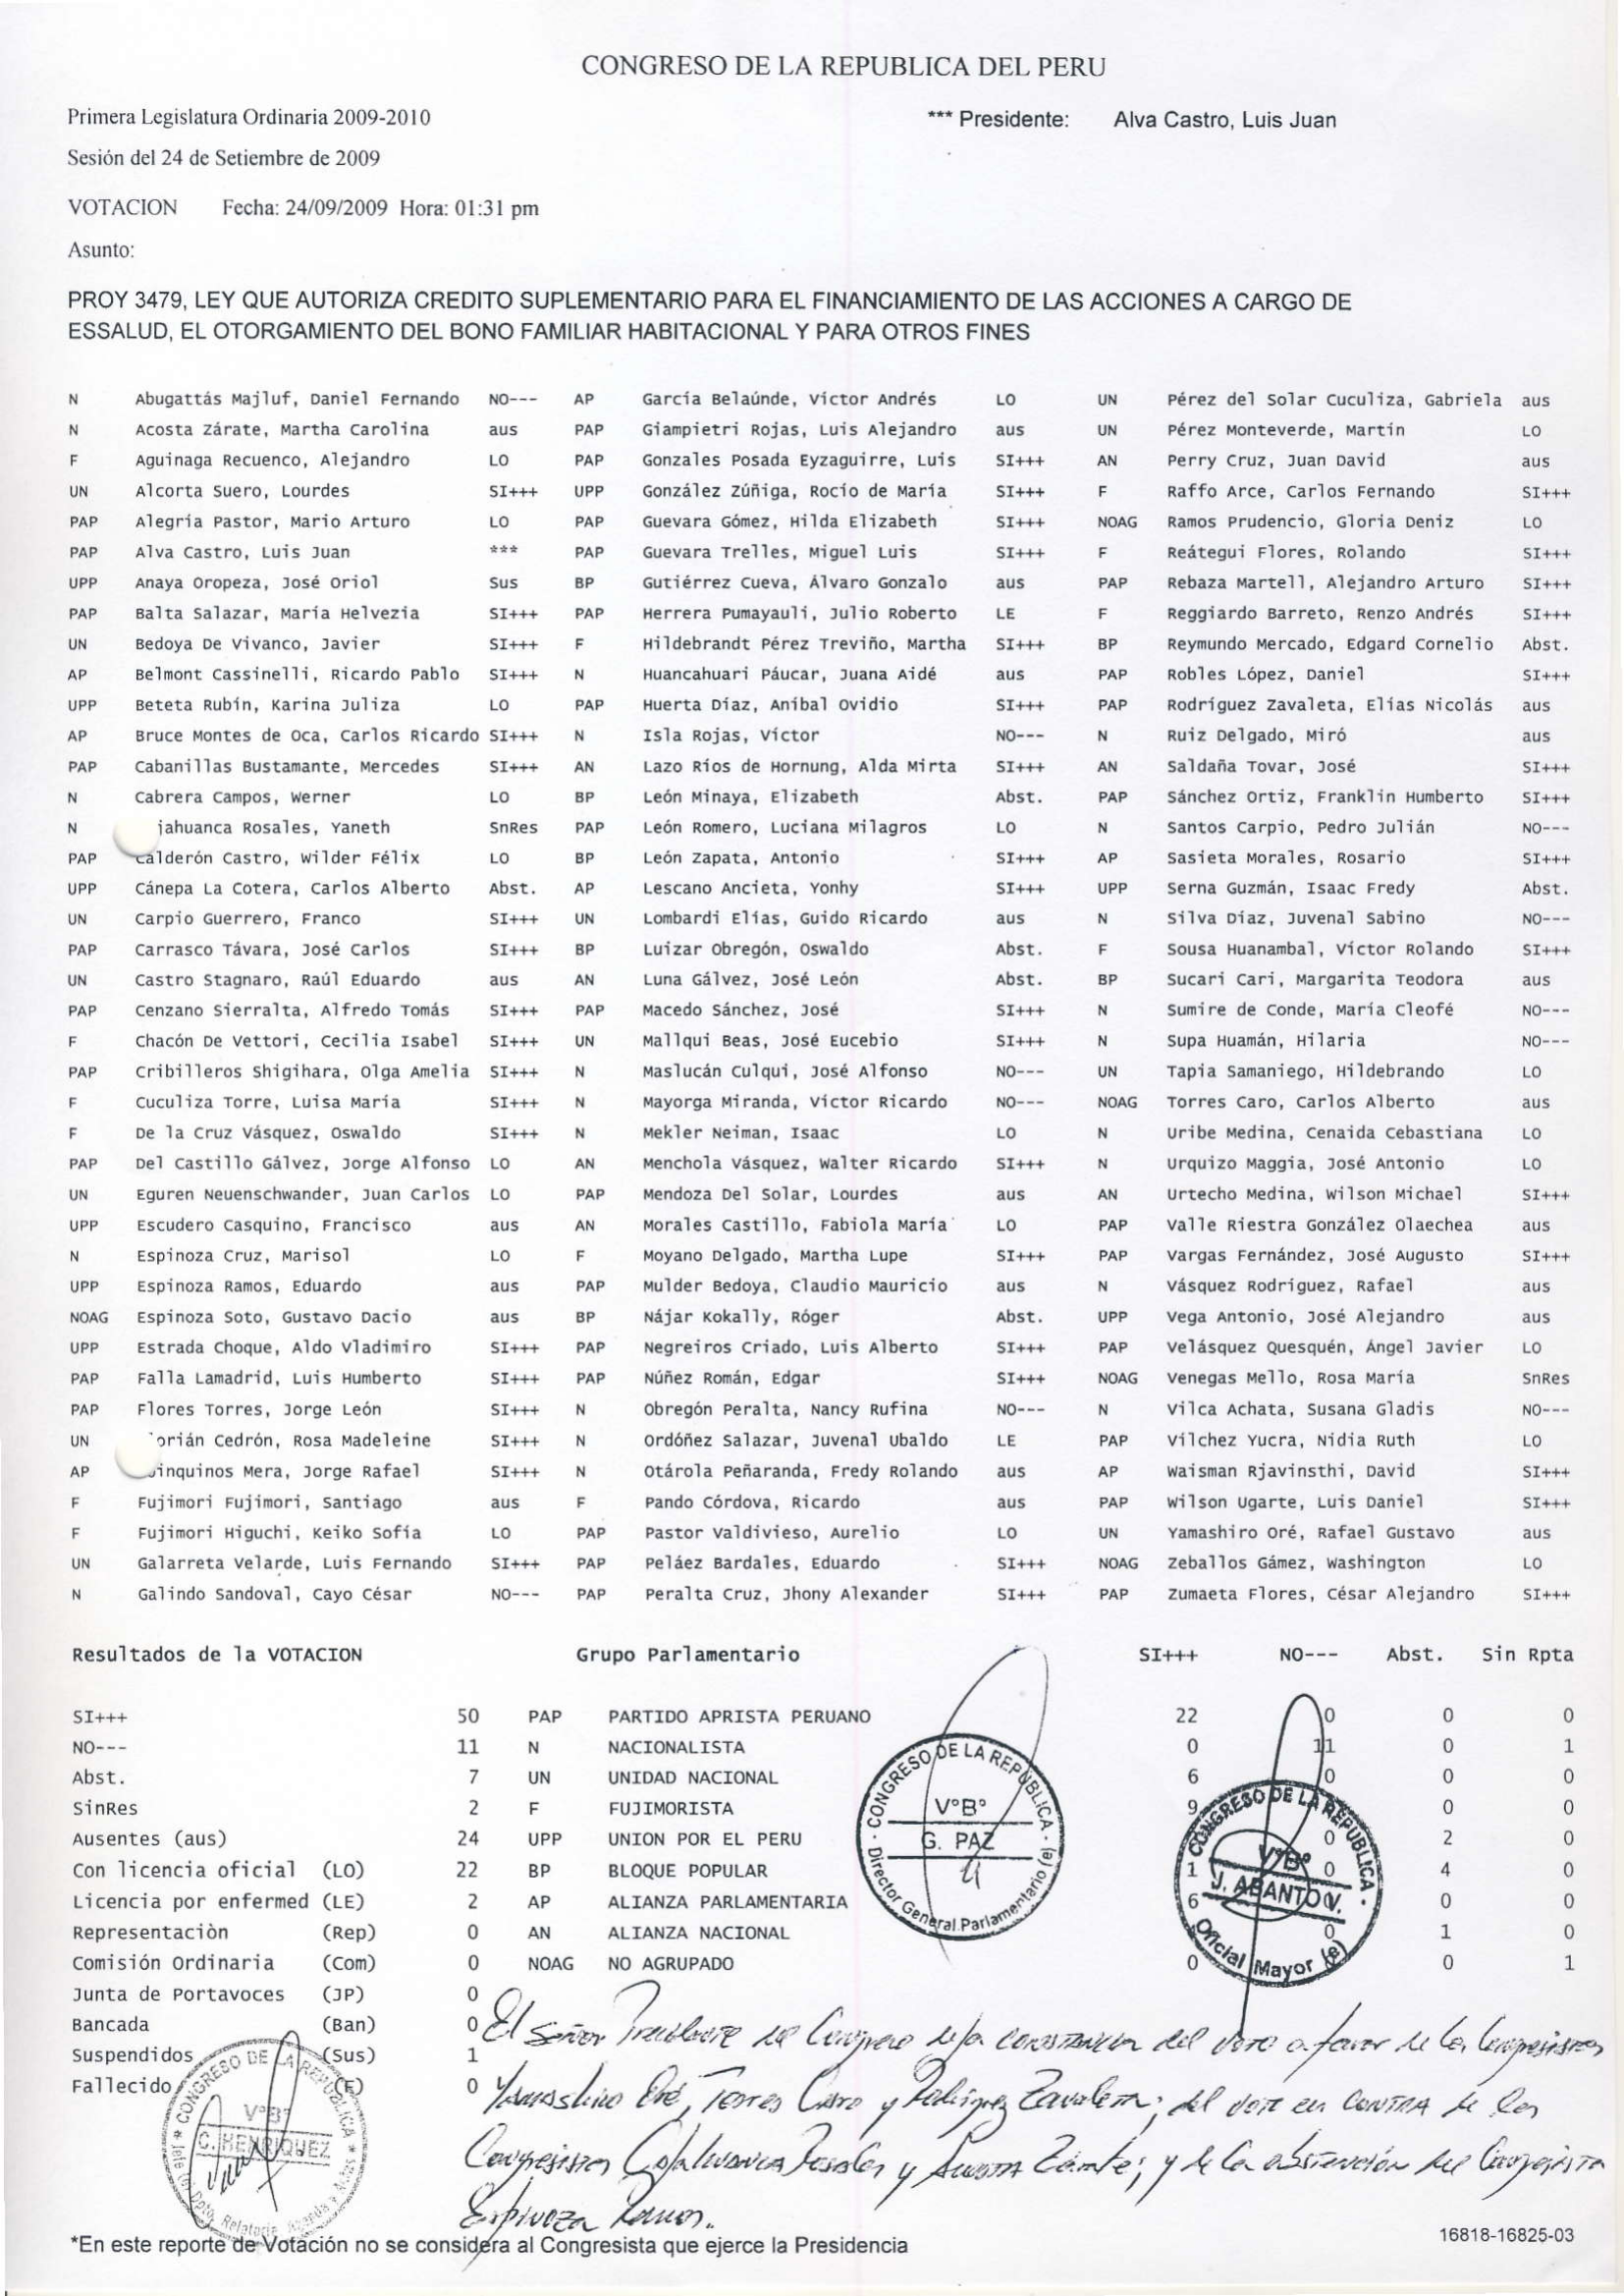 CONGRESO DE LA REPUBLICA DEL PERU
Primera Legislatura Ordinaria 2009-2010 *** Presidente: Alva Castro, Luis Juan
Sesión del 24 de Setiembre de 2009
VOTACION Fecha: 24/09/2009 Hora: 01:31 pm
Asunto:
PROY 3479, LEY QUE AUTORIZA CREDITO SUPLEMENTARIO PARA EL FINANCIAMIENTO DE LAS ACCIONES A CARGO DE
ESSALUD, EL OTORGAMIENTO DEL BONO FAMILIAR HABITACIONAL Y PARA OTROS FINES
N Abugattás Majluf, Daniel Fernando NO--- AP García Belaúnde, Víctor Andrés LO UN Pérez del Solar Cuculiza, Gabriela aus
N Acosta Zárate, Martha Carolina aus PAP Giampietri Rojas, Luis Alejandro aus UN Pérez Monteverde, Martín LO
F Aguinaga Recuenco, Alejandro LO PAP Gonzales Posada Eyzaguirre, Luis SI+++ AN Perry Cruz, Juan David aus
UN Alcorta Suero, Lourdes SI+++ UPP González Zúñiga, Rocío de María SI+++ F Raffo Arce, Carlos Fernando SI+++
PAP Alegría Pastor, Mario Arturo LO PAP Guevara Gómez, Hilda Elizabeth SI+++ NOAG Ramos Prudencio, Gloria Deniz LO
PAP Alva Castro, Luis Juan *** PAP Guevara Trelles, Miguel Luis SI+++ F Reátegui Flores, Rolando SI+++
UPP Anaya Oropeza, José Oriol Sus BP Gutiérrez Cueva, Álvaro Gonzalo aus PAP Rebaza Martell, Alejandro Arturo SI+++
PAP Balta Salazar, María Helvezia SI+++ PAP Herrera Pumayauli, Julio Roberto LE F Reggiardo Barreto, Renzo Andrés SI+++
UN Bedoya De Vivanco, Javier SI+++ F Hildebrandt Pérez Treviño, Martha SI+++ BP Reymundo Mercado, Edgard Cornelio Abst.
AP Belmont Cassinelli, Ricardo Pablo SI+++ N Huancahuari Páucar, Juana Aidé aus PAP Robles López, Daniel SI+++
UPP Beteta Rubín, Karina Juliza LO PAP Huerta Díaz, Aníbal Ovidio SI+++ PAP Rodríguez Zavaleta, Elías Nicolás aus
AP Bruce Montes de Oca, Carlos Ricardo SI+++ N Isla Rojas, Víctor NO--- N Ruiz Delgado, Miró aus
PAP Cabanillas Bustamante, Mercedes SI+++ AN Lazo Ríos de Hornung, Alda Mirta SI+++ AN Saldaña Tovar, José SI+++
N Cabrera Campos, Werner LO BP León Minaya, Elizabeth Abst. PAP Sánchez Ortiz, Franklin Humberto SI+++
N jahuanca Rosales, Yaneth SnRes PAP León Romero, Luciana Milagros LO N Santos Carpio, Pedro Julián NO---
PAP Calderón Castro, Wilder Félix LO BP León Zapata, Antonio SI+++ AP Sasieta Morales, Rosario SI+++
UPP Cánepa La Cotera, Carlos Alberto Abst. AP Lescano Ancieta, Yonhy SI+++ UPP Serna Guzmán, Isaac Fredy Abst.
UN Carpio Guerrero, Franco SI+++ UN Lombardi Elías, Guido Ricardo aus N Silva Díaz, Juvenal Sabino NO---
PAP Carrasco Távara, José Carlos SI+++ BP Luizar Obregón, Oswaldo Abst. F Sousa Huanambal, Víctor Rolando SI+++
UN Castro Stagnaro, Raúl Eduardo aus AN Luna Gálvez, José León Abst. BP Sucari Cari, Margarita Teodora aus
PAP Cenzano Sierralta, Alfredo Tomás SI+++ PAP Macedo Sánchez, José SI+++ N Sumire de Conde, María Cleofé NO---
F Chacón De Vettori, Cecilia Isabel SI+++ UN Mallqui Beas, José Eucebio SI+++ N Supa Huamán, Hilaria NO---
PAP Cribilleros Shigihara, Olga Amelia SI+++ N Maslucán Culqui, José Alfonso NO--- UN Tapia Samaniego, Hildebrando LO
F Cuculiza Torre, Luisa María SI+++ N Mayorga Miranda, Víctor Ricardo NO--- NOAG Torres Caro, Carlos Alberto aus
F De la Cruz Vásquez, Oswaldo SI+++ N Mekler Neiman, Isaac LO N Uribe Medina, Cenaida Cebastiana LO
PAP Del Castillo Gálvez, Jorge Alfonso LO AN Menchola Vásquez, Walter Ricardo SI+++ N Urquizo Maggia, José Antonio LO
UN Eguren Neuenschwander, Juan Carlos LO PAP Mendoza Del Solar, Lourdes aus AN Urtecho Medina, Wilson Michael SI+++
UPP Escudero Casquino, Francisco aus AN Morales Castillo, Fabiola María LO PAP Valle Riestra González Olaechea aus
N Espinoza Cruz, Marisol LO F Moyano Delgado, Martha Lupe SI+++ PAP Vargas Fernández, José Augusto SI+++
UPP Espinoza Ramos, Eduardo aus PAP Mulder Bedoya, Claudio Mauricio aus N Vásquez Rodríguez, Rafael aus
NOAG Espinoza Soto, Gustavo Dacio aus BP Nájar Kokally, Róger Abst. UPP Vega Antonio, José Alejandro aus
UPP Estrada Choque, Aldo Vladimiro SI+++ PAP Negreiros Criado, Luis Alberto SI+++ PAP Velásquez Quesquén, Ángel Javier LO
PAP Falla Lamadrid, Luis Humberto SI+++ PAP Núñez Román, Edgar SI+++ NOAG Venegas Mello, Rosa María SnRes
PAP Flores Torres, Jorge León SI+++ N Obregón Peralta, Nancy Rufina NO--- N Vilca Achata, Susana Gladis NO---
UN orián Cedrón, Rosa Madeleine SI+++ N Ordóñez Salazar, Juvenal Ubaldo LE PAP Vilchez Yucra, Nidia Ruth LO
AP inquinos Mera, Jorge Rafael SI+++ N Otárola Peñaranda, Fredy Rolando aus AP Waisman Rjavinsthi, David SI+++
F Fujimori Fujimori, Santiago aus F Pando Córdova, Ricardo aus PAP Wilson Ugarte, Luis Daniel SI+++
F Fujimori Higuchi, Keiko Sofía LO PAP Pastor Valdivieso, Aurelio LO UN Yamashiro Oré, Rafael Gustavo aus
UN Galarreta Velarde, Luis Fernando SI+++ PAP Peláez Bardales, Eduardo SI+++ NOAG Zeballos Gámez, Washington LO
N Galindo Sandoval, Cayo César NO--- PAP Peralta Cruz, Jhony Alexander SI+++ PAP Zumaeta Flores, César Alejandro SI+++
Resultados de la VOTACION Grupo Parlamentario SI+++ NO--- Abst. Sin Rpta
SI+++ 50 PAP PARTIDO APRISTA PERUANO 22 0 0 0
NO--- 11 N NACIONALISTA 0 11 0 1
Abst. 7 UN UNIDAD NACIONAL 6 0 0 0
SinRes 2 F FUJIMORISTA 9 0 0
Ausentes (aus) 24 UPP UNION POR EL PERU 0 2 0
Con licencia oficial (LO) 22 BP BLOQUE POPULAR 1 0 4 0
Licencia por enfermed (LE) 2 AP ALIANZA PARLAMENTARIA 6 0 0 0
Representaciòn (Rep) 0 AN ALIANZA NACIONAL 0 1 0
Comisión Ordinaria (Com) 0 NOAG NO AGRUPADO 0 0 1
Junta de Portavoces (JP) 0
Bancada (Ban) 0
Suspendidos (Sus) 1
Fallecido (F) 0
CONGRESO DE LA REPUBLICA
V°B°
G. PAZ
Director General Parlamentario (e)
CONGRESO DE LA REPUBLICA
V°B°
J. ABANTO V.
Oficial Mayor (e)
El Señor Presidente del Congreso deja constancia del voto a favor de los Congresistas
Yamashiro Oré, Torres Caro y Rodríguez Zavaleta; del voto en contra de los
Congresistas Cajahuanca Rosales y Acosta Zárate; y de la abstención del Congresista
Espinoza Ramos.
CONGRESO DE LA REPUBLICA
V°B°
C. HENRIQUEZ
Jefe (e) Dpto. Relatoría Agenda y Actas
*En este reporte de Votación no se considera al Congresista que ejerce la Presidencia
16818-16825-03